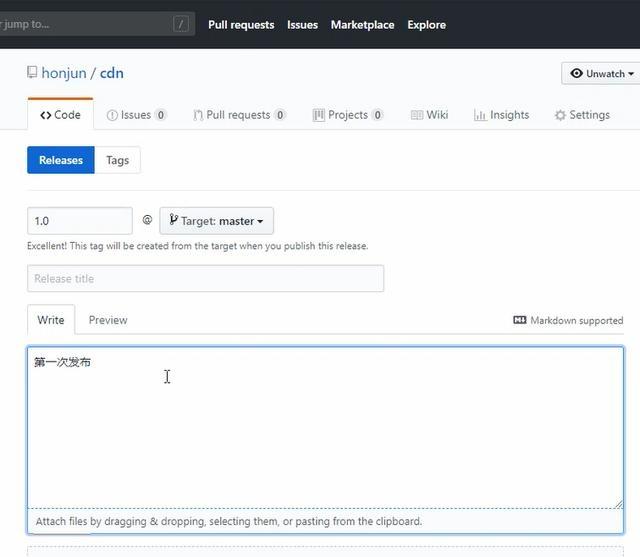 jump to... /
Pull requests Issues Marketplace Explore
honjun / cdn
Unwatch
Code Issues 0 Pull requests 0 Projects 0 Wiki Insights Settings
Releases Tags
1.0 @ Target: master
Excellent! This tag will be created from the target when you publish this release.
Release title
Write Preview Markdown supported
第一次发布
Attach files by dragging & dropping, selecting them, or pasting from the clipboard.